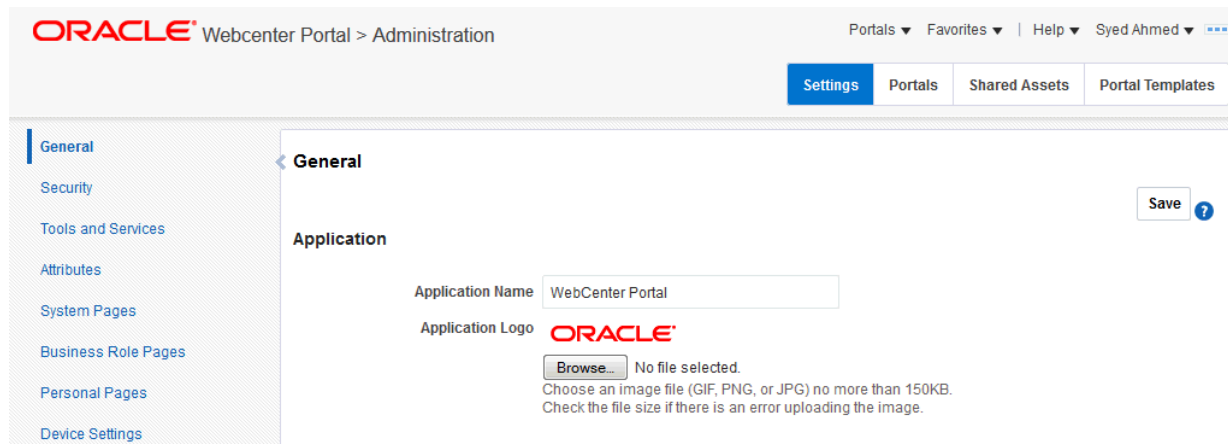 ORACLE Webcenter Portal > Administration
Portals Favorites | Help Syed Ahmed
Settings Portals Shared Assets Portal Templates
General
Security
Tools and Services
Attributes
System Pages
Business Role Pages
Personal Pages
Device Settings
General
Save ?
Application
Application Name WebCenter Portal
Application Logo ORACLE
Browse... No file selected.
Choose an image file (GIF, PNG, or JPG) no more than 150KB.
Check the file size if there is an error uploading the image.